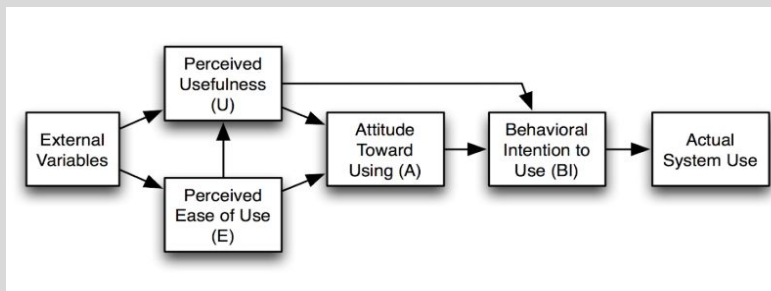 External
Variables
Perceived
Usefulness
(U)
Perceived
Ease of Use
(E)
Attitude
Toward
Using (A)
Behavioral
Intention to
Use (BI)
Actual
System Use